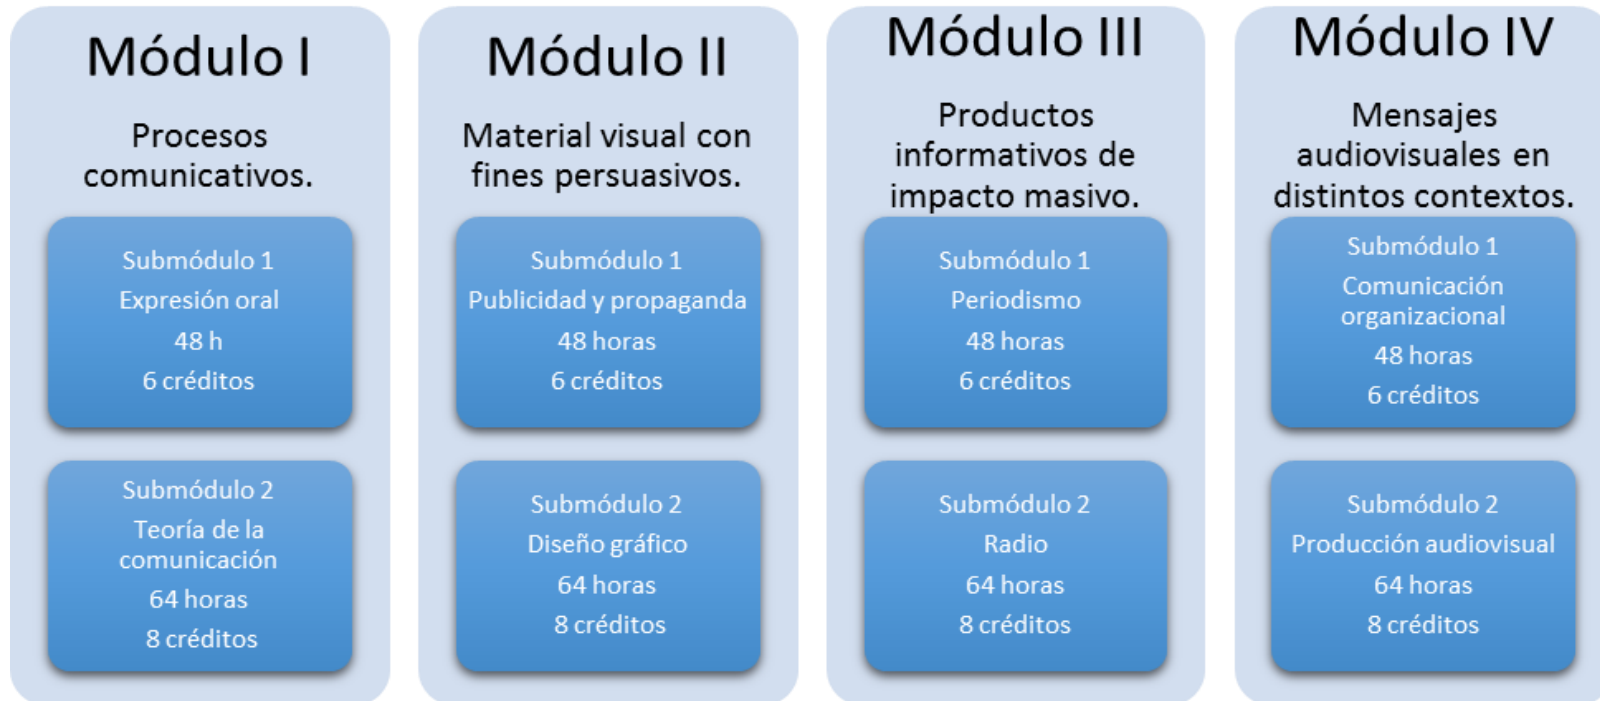 Módulo I
Procesos
comunicativos.
Submódulo 1
Expresión oral
48 h
6 créditos
Submódulo 2
Teoría de la
comunicación
64 horas
8 créditos
Módulo II
Material visual con
fines persuasivos.
Submódulo 1
Publicidad y propaganda
48 horas
6 créditos
Submódulo 2
Diseño gráfico
64 horas
8 créditos
Módulo III
Productos
informativos de
impacto masivo.
Submódulo 1
Periodismo
48 horas
6 créditos
Submódulo 2
Radio
64 horas
8 créditos
Módulo IV
Mensajes
audiovisuales en
distintos contextos.
Submódulo 1
Comunicación
organizacional
48 horas
6 créditos
Submódulo 2
Producción audiovisual
64 horas
8 créditos